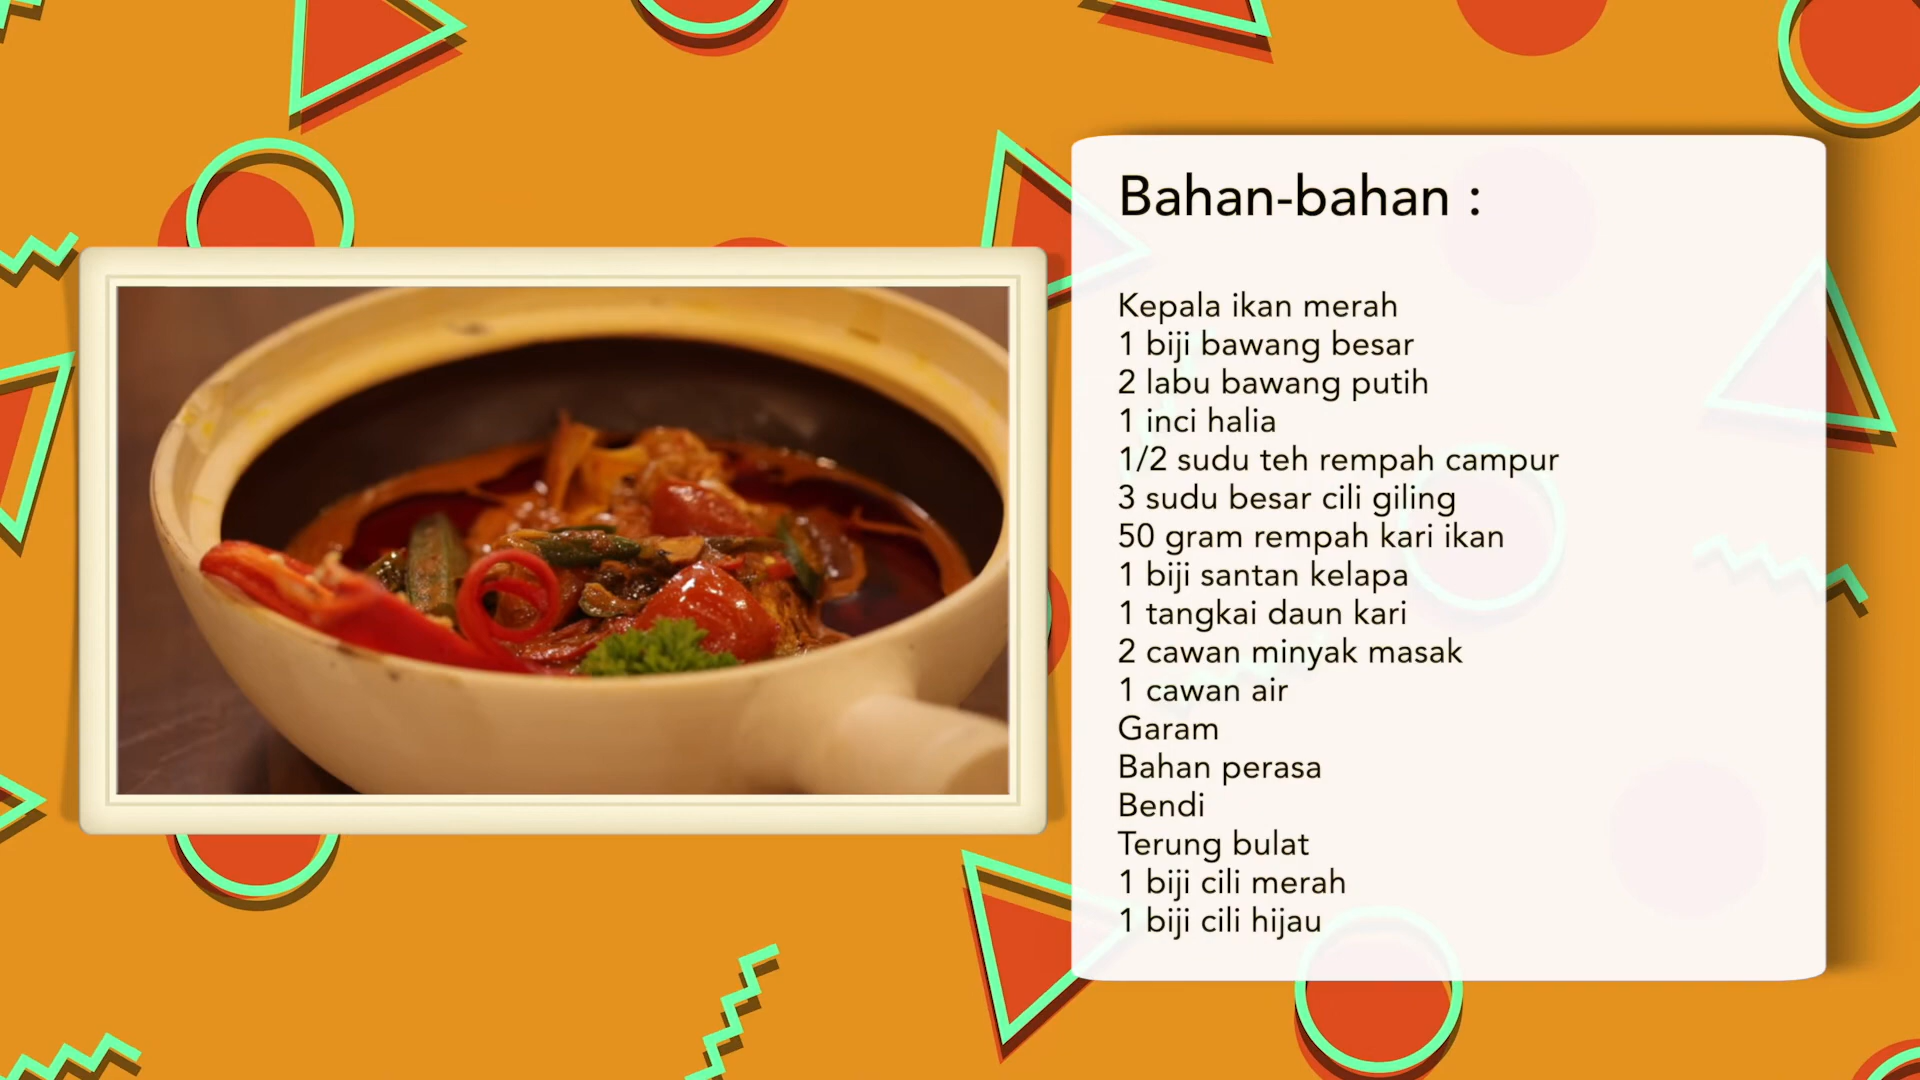 Bahan-bahan :
Kepala ikan merah
1 biji bawang besar
2 labu bawang putih
1 inci halia
1/2 sudu teh rempah campur
3 sudu besar cili giling
50 gram rempah kari ikan
1 biji santan kelapa
1 tangkai daun kari
2 cawan minyak masak
1 cawan air
Garam
Bahan perasa
Bendi
Terung bulat
1 biji cili merah
1 biji cili hijau